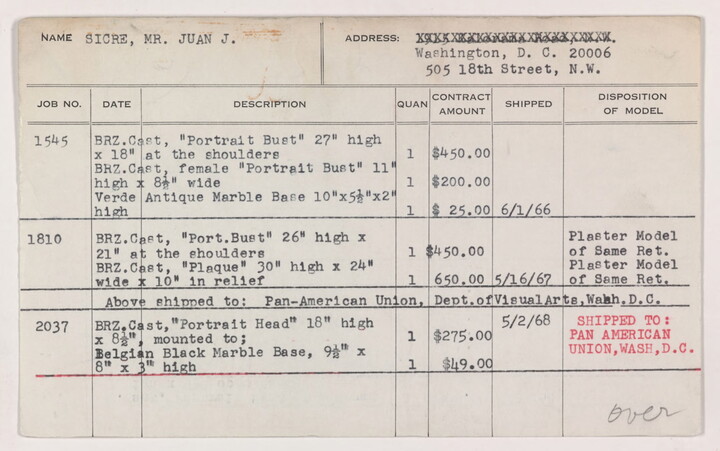 NAME SICRE, MR. JUAN J. ADDRESS:
Washington, D. C. 20006
505 18th Street, N.W.
JOB NO. DATE DESCRIPTION QUAN CONTRACT AMOUNT SHIPPED DISPOSITION OF MODEL
1545 BRZ.Cast, "Portrait Bust" 27" high
x 18" at the shoulders 1 $450.00
BRZ.Cast, female "Portrait Bust" 11"
high x 8½" wide 1 $200.00
Verde Antique Marble Base 10"x5½"x2"
high 1 $ 25.00 6/1/66
1810 BRZ.Cast, "Port.Bust" 26" high x Plaster Model
21" at the shoulders 1 $450.00 of Same Ret.
BRZ.Cast, "Plaque" 30" high x 24" Plaster Model
wide x 10" in relief 1 650.00 5/16/67 of Same Ret.
Above shipped to: Pan-American Union, Dept.ofVisualArts,Wash.D.C.
2037 BRZ.Cast,"Portrait Head" 18" high 5/2/68 SHIPPED TO:
x 8½", mounted to; 1 $275.00 PAN AMERICAN
Belgian Black Marble Base, 9½" x UNION,WASH,D.C.
8" x 3" high 1 $49.00
over